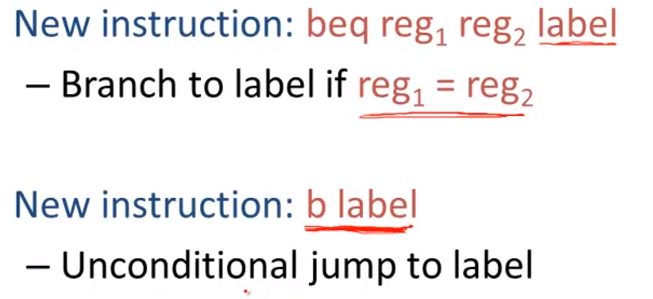 New instruction: beq reg₁ reg₂ label
– Branch to label if reg₁ = reg₂
New instruction: b label
– Unconditional jump to label